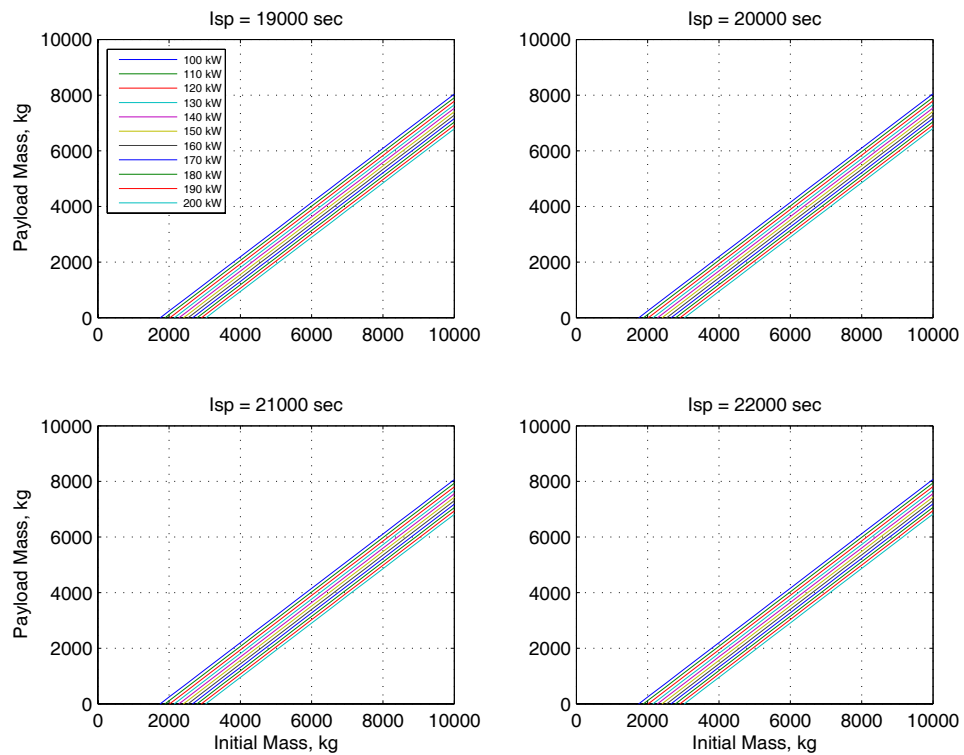 Isp = 19000 sec
10000
8000
6000
4000
2000
0
Payload Mass, kg
100 kW
110 kW
120 kW
130 kW
140 kW
150 kW
160 kW
170 kW
180 kW
190 kW
200 kW
0 2000 4000 6000 8000 10000
Isp = 20000 sec
10000
8000
6000
4000
2000
0
0 2000 4000 6000 8000 10000
Isp = 21000 sec
10000
8000
6000
4000
2000
0
Payload Mass, kg
0 2000 4000 6000 8000 10000
Initial Mass, kg
Isp = 22000 sec
10000
8000
6000
4000
2000
0
0 2000 4000 6000 8000 10000
Initial Mass, kg